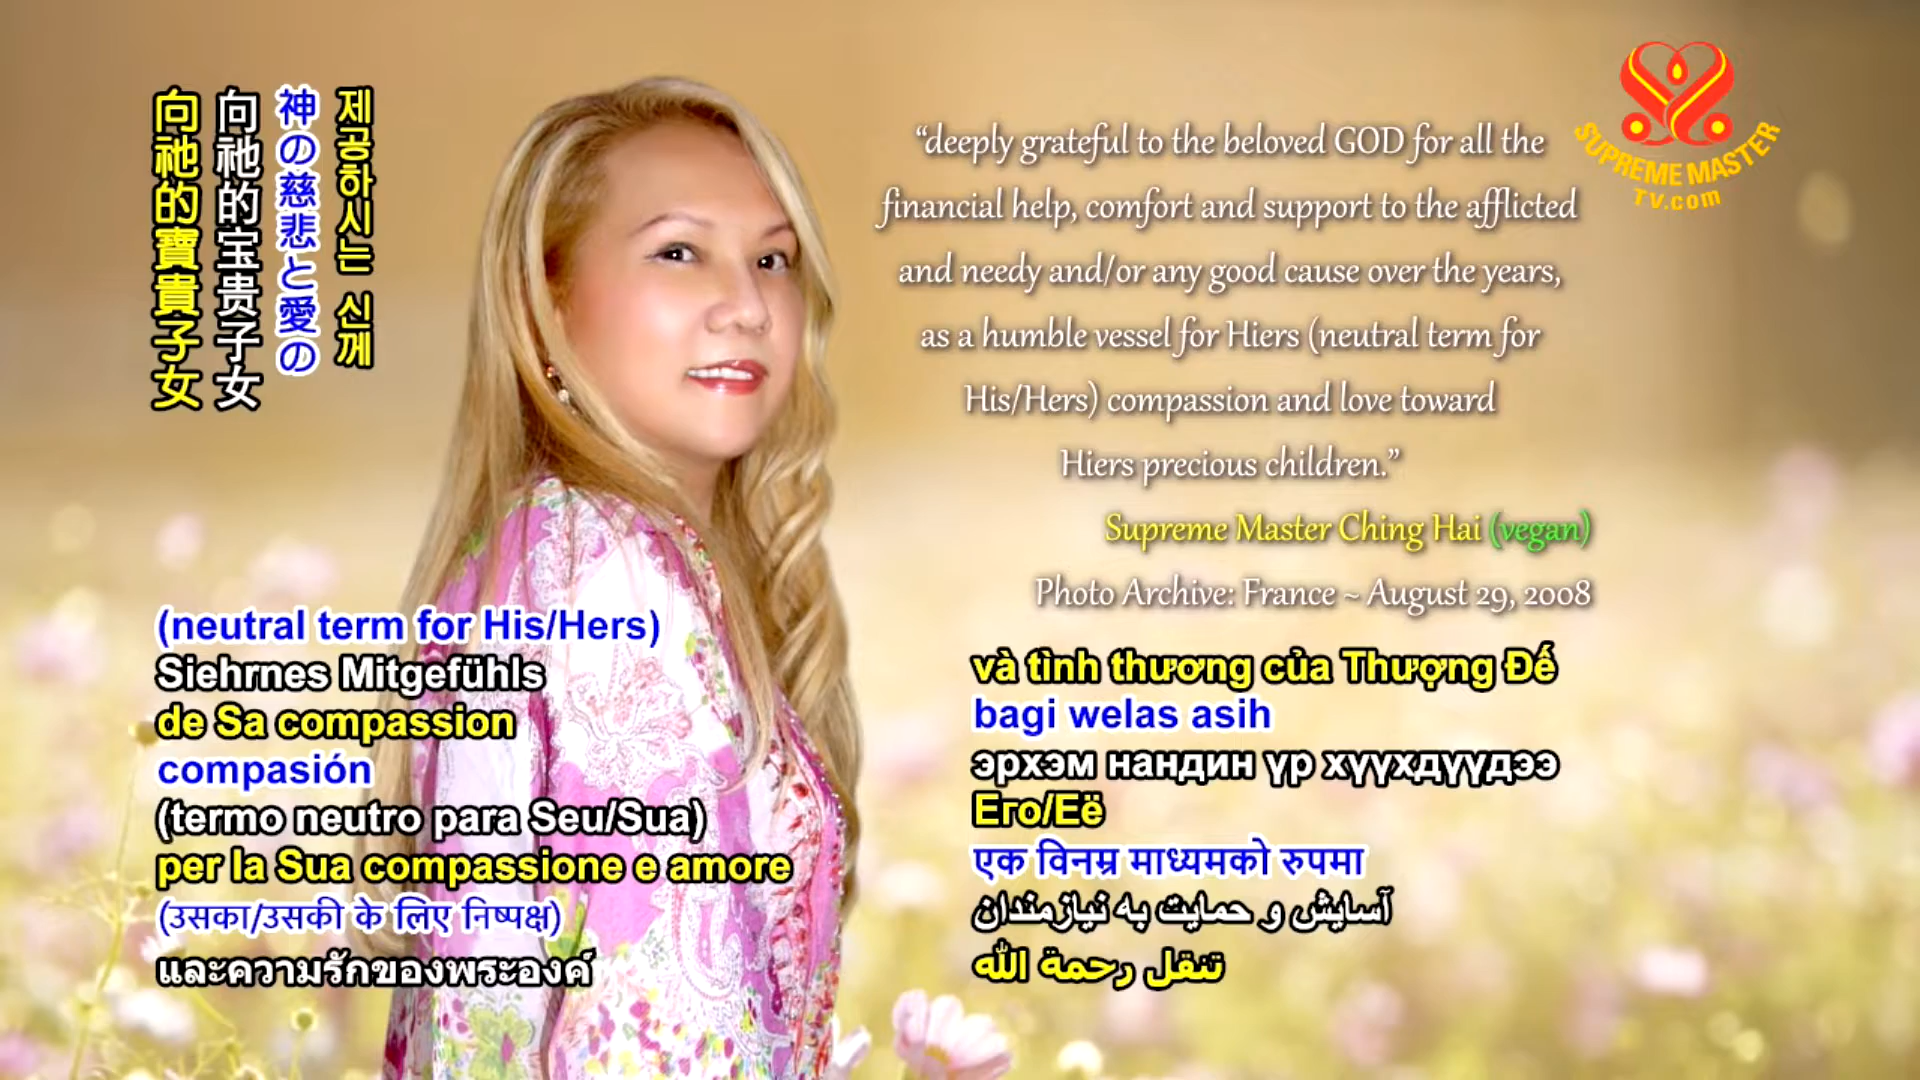 제공하시는 신께
神の慈悲と愛の
向祂的宝贵子女
向祂的寶貴子女
“deeply grateful to the beloved GOD for all the
financial help, comfort and support to the afflicted
and needy and/or any good cause over the years,
as a humble vessel for Hiers (neutral term for
His/Hers) compassion and love toward
Hiers precious children.”
Supreme Master Ching Hai (vegan)
Photo Archive: France ~ August 29, 2008
SUPREME MASTER
TV.com
(neutral term for His/Hers)
Siehrnes Mitgefühls
de Sa compassion
compasión
(termo neutro para Seu/Sua)
per la Sua compassione e amore
(उसका/उसकी के लिए निष्पक्ष)
และความรักของพระองค์
và tình thương của Thượng Đế
bagi welas asih
эрхэм нандин үр хүүхдүүдээ
Его/Её
एक विनम्र माध्यमको रुपमा
آسایش و حمایت به نیازمندان
تنقل رحمة الله